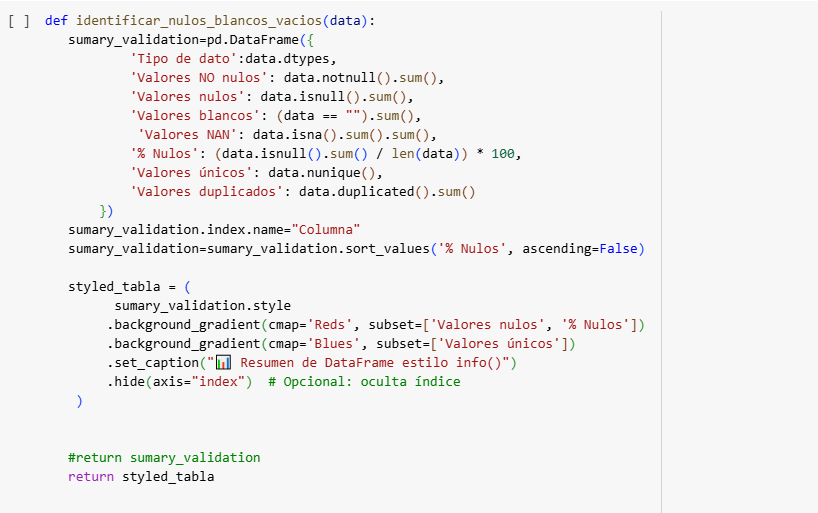 [ ] def identificar_nulos_blancos_vacios(data):
sumary_validation=pd.DataFrame({
'Tipo de dato':data.dtypes,
'Valores NO nulos': data.notnull().sum(),
'Valores nulos': data.isnull().sum(),
'Valores blancos': (data == "").sum(),
'Valores NAN': data.isna().sum().sum(),
'% Nulos': (data.isnull().sum() / len(data)) * 100,
'Valores únicos': data.nunique(),
'Valores duplicados': data.duplicated().sum()
})
sumary_validation.index.name="Columna"
sumary_validation=sumary_validation.sort_values('% Nulos', ascending=False)
styled_tabla = (
sumary_validation.style
.background_gradient(cmap='Reds', subset=['Valores nulos', '% Nulos'])
.background_gradient(cmap='Blues', subset=['Valores únicos'])
.set_caption("📊 Resumen de DataFrame estilo info()")
.hide(axis="index")  # Opcional: oculta índice
)
#return sumary_validation
return styled_tabla